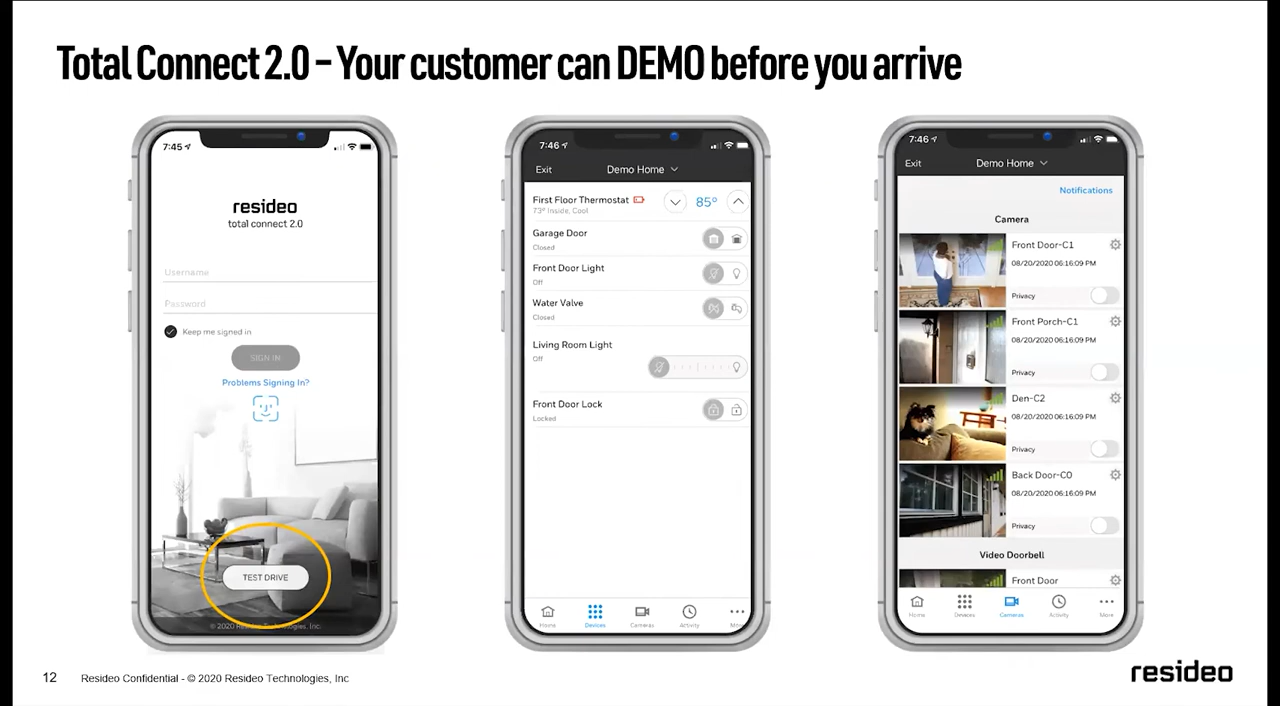 Total Connect 2.0 – Your customer can DEMO before you arrive
7:45
resideo
total connect 2.0
Username
Password
Keep me signed in
SIGN IN
Problems Signing In?
TEST DRIVE
© 2020 Resideo Technologies, Inc.
7:46
Exit
Demo Home
First Floor Thermostat
85°
73° Inside, Cool
Garage Door
Closed
Front Door Light
Off
Water Valve
Closed
Living Room Light
Off
Front Door Lock
Locked
Home
Devices
Cameras
Activity
More
7:46
Exit
Demo Home
Notifications
Camera
Front Door-C1
08/20/2020 06:16:09 PM
Privacy
Front Porch-C1
08/20/2020 06:16:09 PM
Privacy
Den-C2
08/20/2020 06:16:09 PM
Privacy
Back Door-C0
08/20/2020 06:16:09 PM
Privacy
Video Doorbell
Front Door
Home
Devices
Cameras
Activity
More
12
Resideo Confidential - © 2020 Resideo Technologies, Inc
resideo